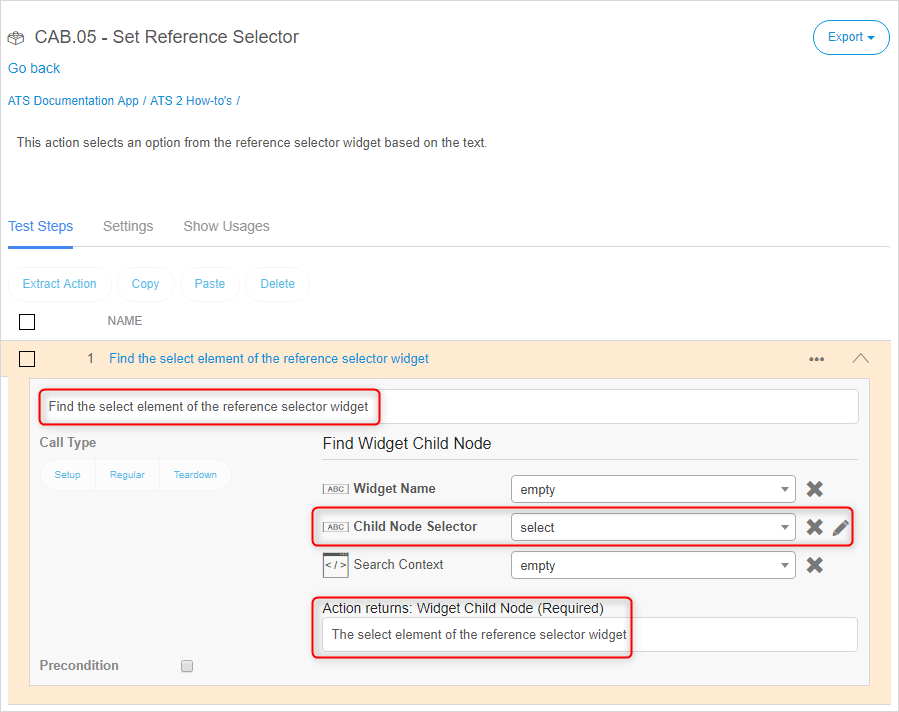 CAB.05 - Set Reference Selector
Export
Go back
ATS Documentation App / ATS 2 How-to's /
This action selects an option from the reference selector widget based on the text.
Test Steps Settings Show Usages
Extract Action Copy Paste Delete
NAME
1 Find the select element of the reference selector widget
Find the select element of the reference selector widget
Call Type
Find Widget Child Node
Setup Regular Teardown
ABC Widget Name empty
ABC Child Node Selector select
</> Search Context empty
Action returns: Widget Child Node (Required)
The select element of the reference selector widget
Precondition